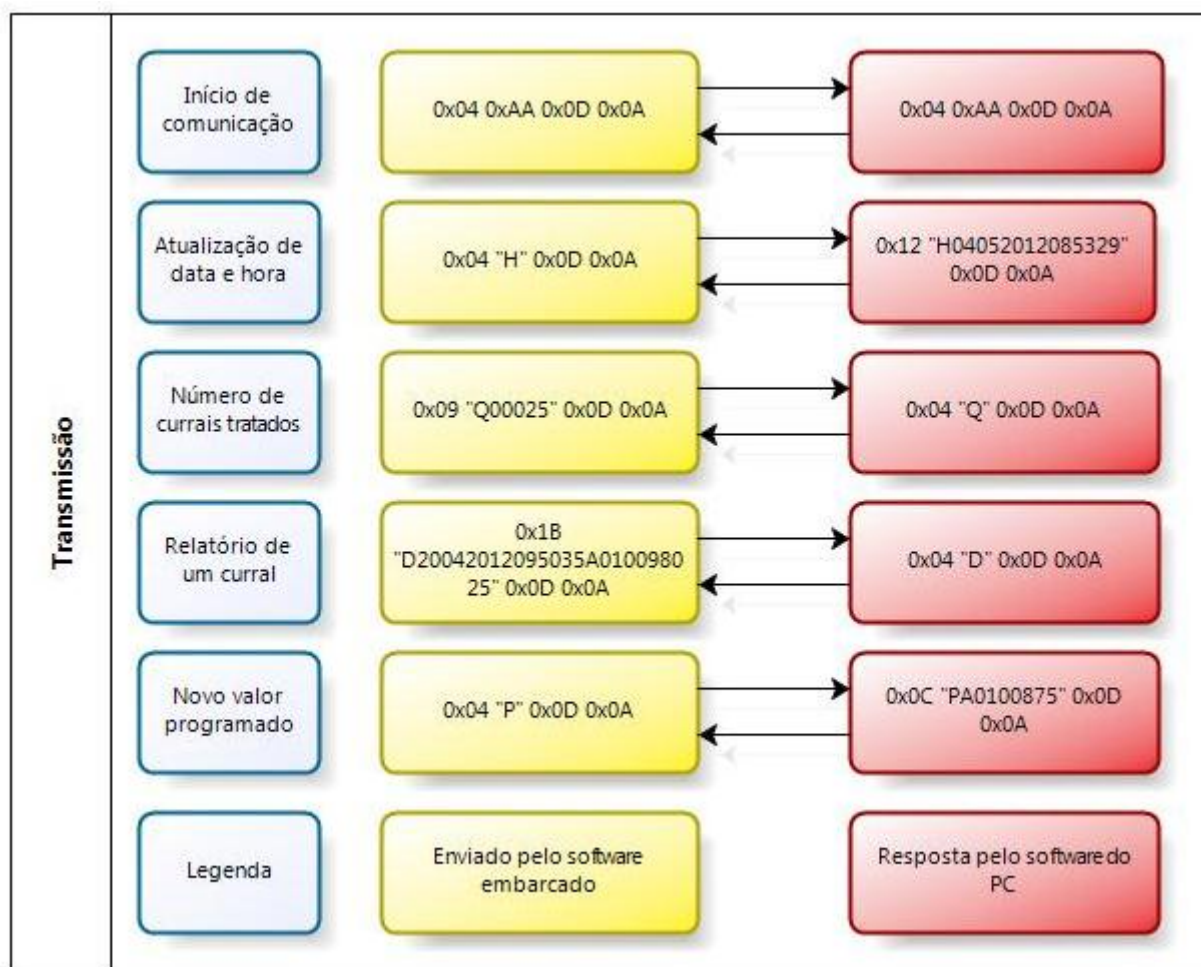 Transmissão
Início de
comunicação
0x04 0xAA 0x0D 0x0A
0x04 0xAA 0x0D 0x0A
Atualização de
data e hora
0x04 "H" 0x0D 0x0A
0x12 "H04052012085329"
0x0D 0x0A
Número de
currais tratados
0x09 "Q00025" 0x0D 0x0A
0x04 "Q" 0x0D 0x0A
Relatório de
um curral
0x1B
"D20042012095035A0100980
25" 0x0D 0x0A
0x04 "D" 0x0D 0x0A
Novo valor
programado
0x04 "P" 0x0D 0x0A
0x0C "PA0100875" 0x0D
0x0A
Legenda
Enviado pelo software
embarcado
Resposta pelo software do
PC